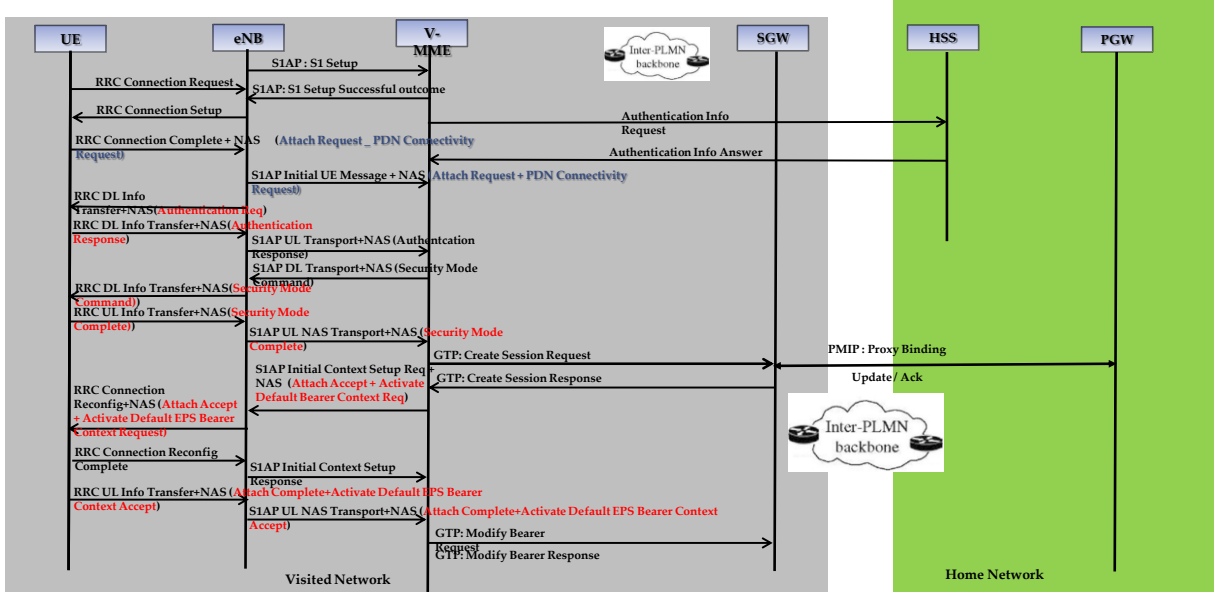 UE
eNB
V-
MME
SGW
HSS
PGW
Inter-PLMN
backbone
S1AP : S1 Setup
RRC Connection Request
S1AP: S1 Setup Successful outcome
RRC Connection Setup
Authentication Info
Request
RRC Connection Complete + NAS (Attach Request _ PDN Connectivity
Request)
Authentication Info Answer
S1AP Initial UE Message + NAS (Attach Request + PDN Connectivity
Request)
RRC DL Info
Transfer+NAS(Authentication Req)
RRC DL Info Transfer+NAS(Authentication
Response)
S1AP UL Transport+NAS (Authentcation
Response)
S1AP DL Transport+NAS (Security Mode
Command)
RRC DL Info Transfer+NAS(Security Mode
Command))
RRC UL Info Transfer+NAS(Security Mode
Complete))
S1AP UL NAS Transport+NAS (Security Mode
Complete)
GTP: Create Session Request
PMIP : Proxy Binding
Update/ Ack
S1AP Initial Context Setup Req +
NAS (Attach Accept + Activate
Default Bearer Context Req)
GTP: Create Session Response
RRC Connection
Reconfig+NAS (Attach Accept
+ Activate Default EPS Bearer
Context Request)
Inter-PLMN
backbone
RRC Connection Reconfig
Complete
S1AP Initial Context Setup
Response
RRC UL Info Transfer+NAS (Attach Complete+Activate Default EPS Bearer
Context Accept)
S1AP UL NAS Transport+NAS (Attach Complete+Activate Default EPS Bearer Context
Accept)
GTP: Modify Bearer
Request
GTP: Modify Bearer Response
Visited Network
Home Network